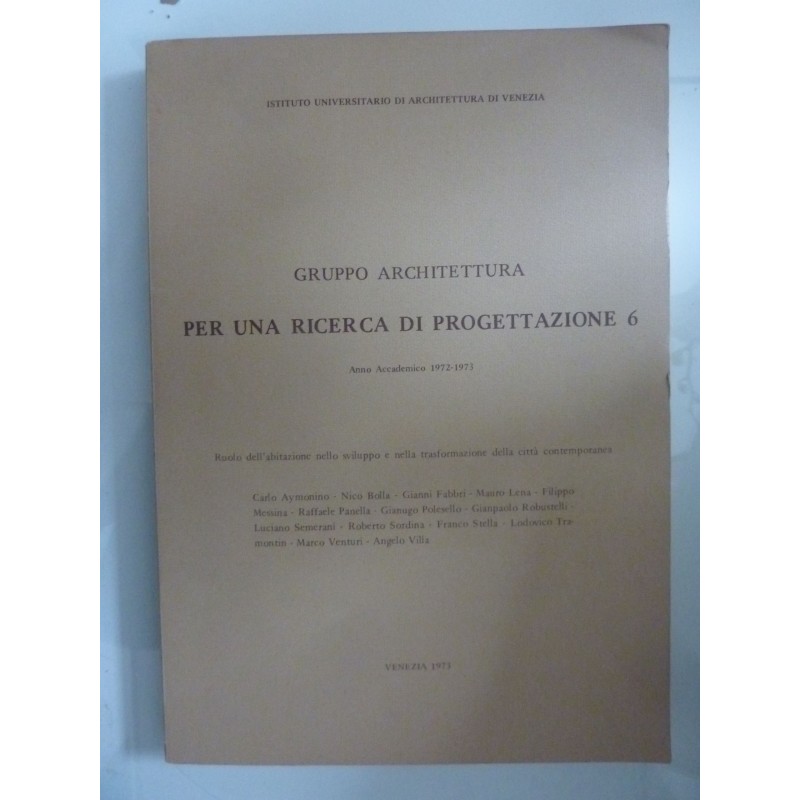 ISTITUTO UNIVERSITARIO DI ARCHITETTURA DI VENEZIA
GRUPPO ARCHITETTURA
PER UNA RICERCA DI PROGETTAZIONE 6
Anno Accademico 1972-1973
Ruolo dell'abitazione nello sviluppo e nella trasformazione della città contemporanea
Carlo Aymonino - Nico Bolla - Gianni Fabbri - Mauro Lena - Filippo
Messina - Raffaele Panella - Gianugo Polesello - Gianpaolo Robustelli -
Luciano Semerani - Roberto Sordina - Franco Stella - Lodovico Tra-
montin - Marco Venturi - Angelo Villa
VENEZIA 1973